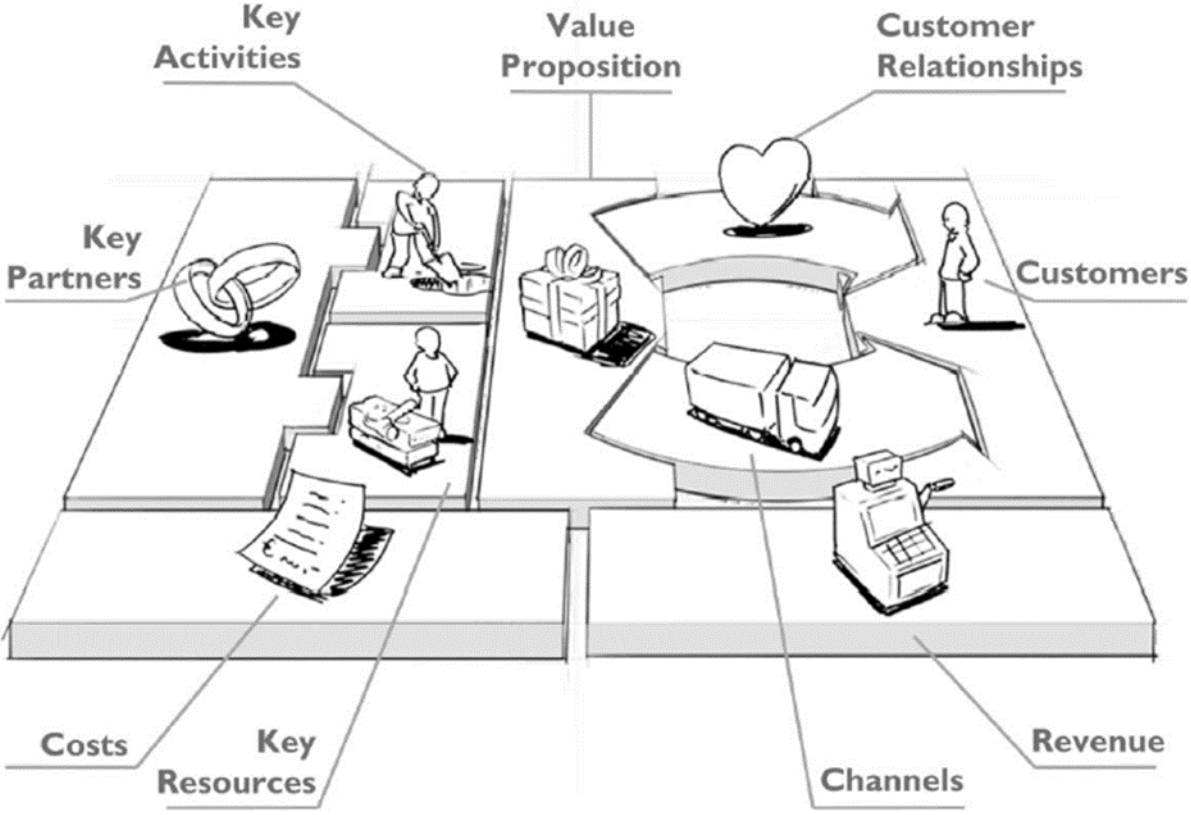 Key
Activities
Value
Proposition
Customer
Relationships
Key
Partners
Customers
Costs
Key
Resources
Channels
Revenue